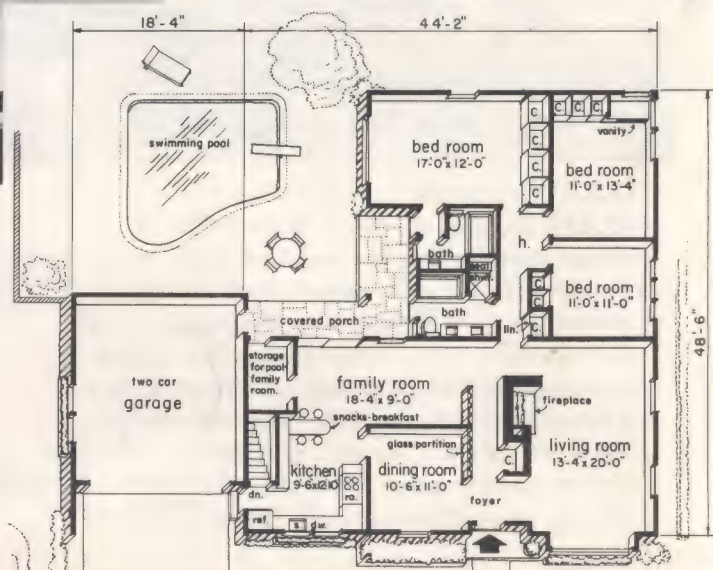 18'-4"
44'-2"
swimming pool
bed room
17'-0"x 12'-0"
C
C
C
C
C
C
C
vanity
bed room
11'-0"x 13'-4"
h.
bath
bath
bed room
11'-0"x 11'-0"
C
C
C
lin.
48'-6"
covered porch
storage
for pool-
family
room.
two car
garage
family room
18'-4"x 9'-0"
snacks-breakfast
glass partition
fireplace
C
living room
13'-4"x 20'-0"
kitchen
9'-6x12'10
dining room
10'-6"x 11'-0"
ra.
foyer
dn.
ref.
s
d.w.